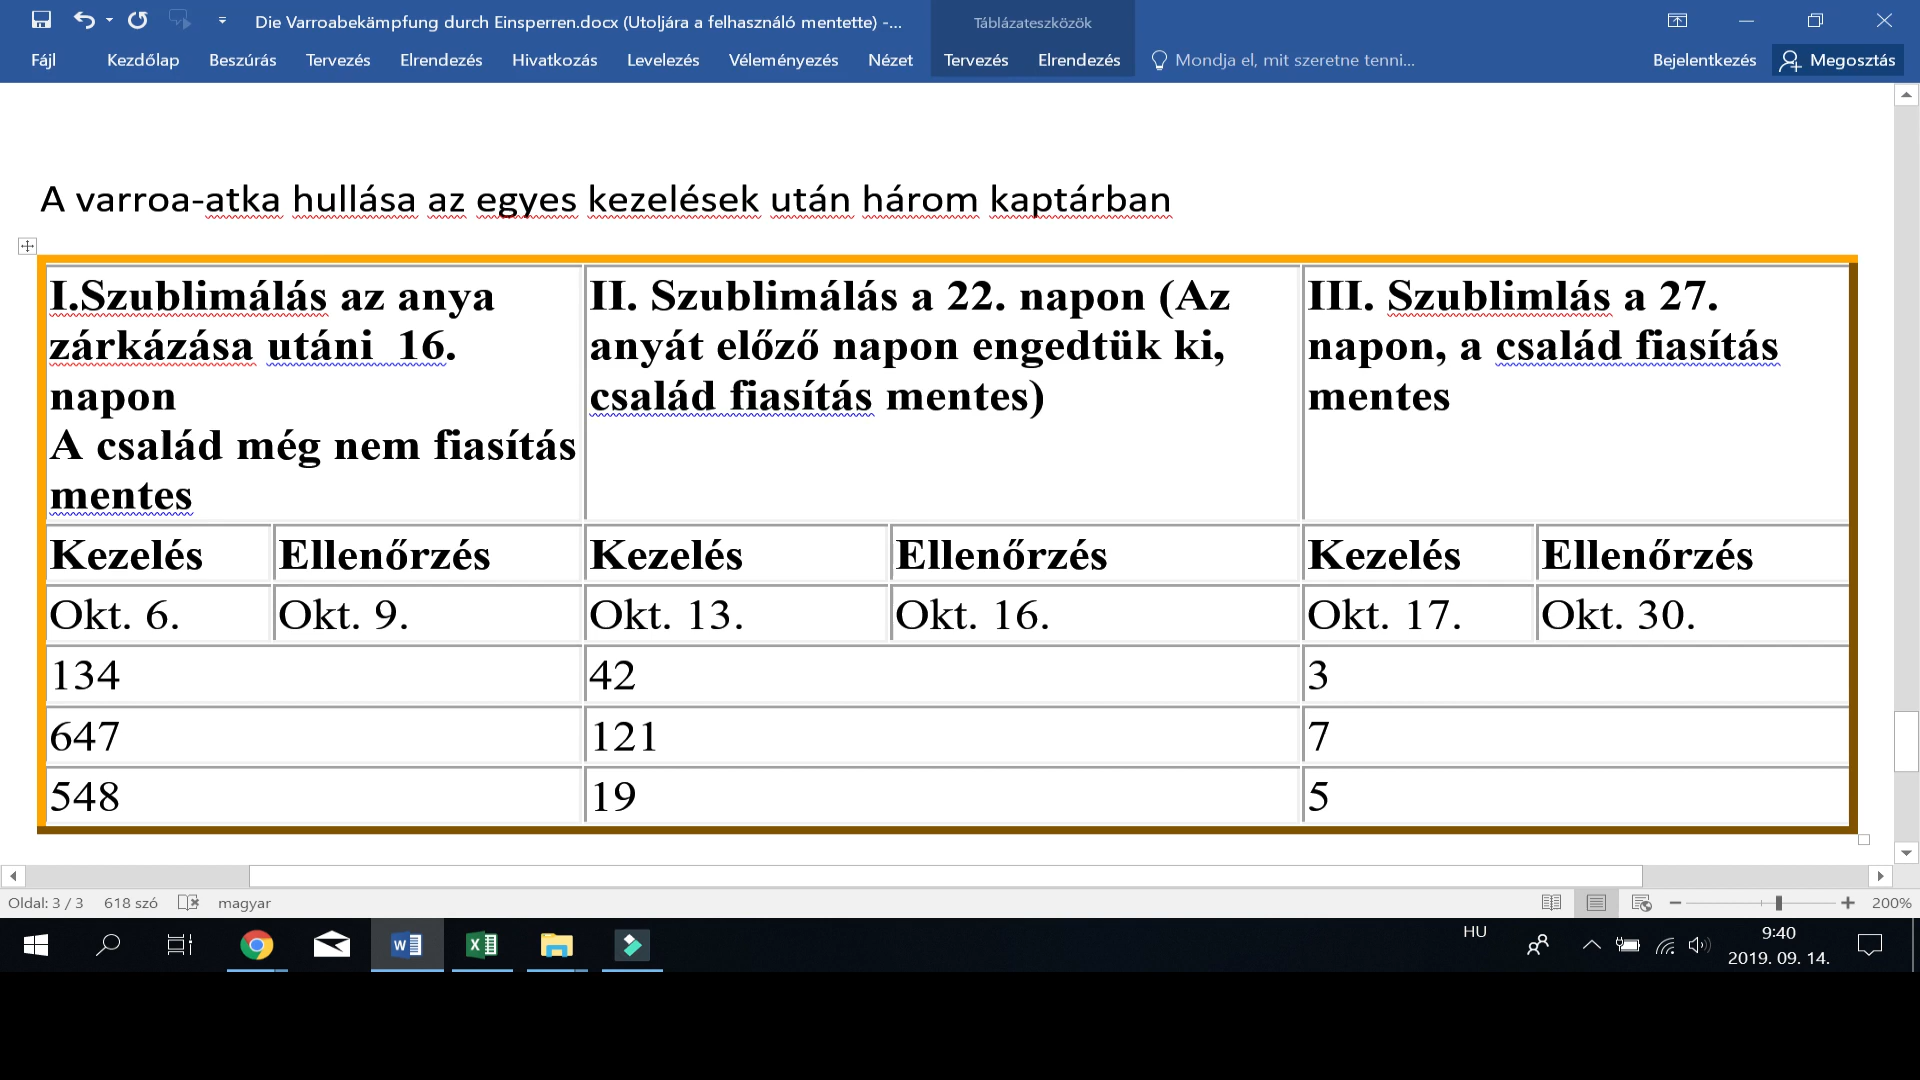 Die Varroabekämpfung durch Einsperren.docx (Utoljára a felhasználó mentette) -...
Táblázateszközök
Fájl Kezdőlap Beszúrás Tervezés Elrendezés Hivatkozás Levelezés Véleményezés Nézet Tervezés Elrendezés Mondja el, mit szeretne tenni... Bejelentkezés Megosztás
A varroa-atka hullása az egyes kezelések után három kaptárban
I.Szublimálás az anya
zárkázása utáni 16.
napon
A család még nem fiasítás
mentes
II. Szublimálás a 22. napon (Az
anyát előző napon engedtük ki,
család fiasítás mentes)
III. Szublimlás a 27.
napon, a család fiasítás
mentes
Kezelés Ellenőrzés Kezelés Ellenőrzés Kezelés Ellenőrzés
Okt. 6. Okt. 9. Okt. 13. Okt. 16. Okt. 17. Okt. 30.
134 42 3
647 121 7
548 19 5
Oldal: 3 / 3 618 szó magyar 200%
HU
9:40
2019. 09. 14.